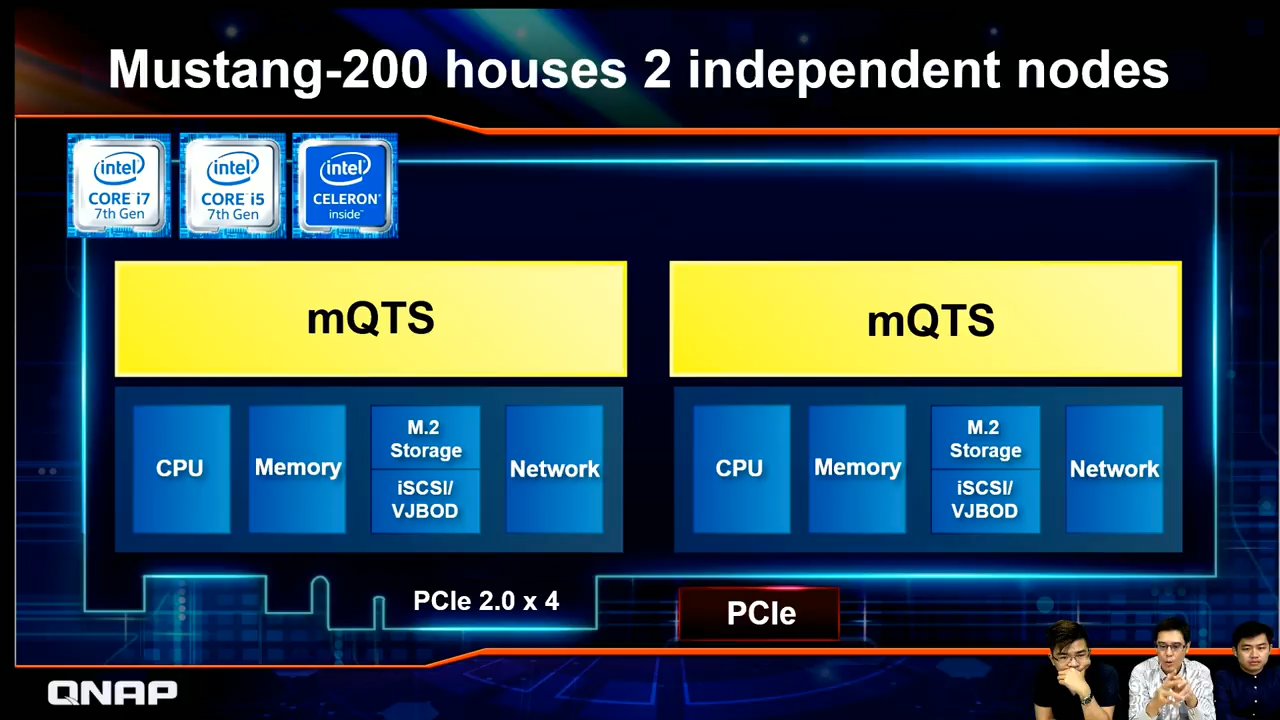 Mustang-200 houses 2 independent nodes
intel
CORE i7
7th Gen
intel
CORE i5
7th Gen
intel
CELERON®
inside™
mQTS
mQTS
CPU
Memory
M.2
Storage
iSCSI/
VJBOD
Network
CPU
Memory
M.2
Storage
iSCSI/
VJBOD
Network
PCIe 2.0 x 4
PCIe
QNAP